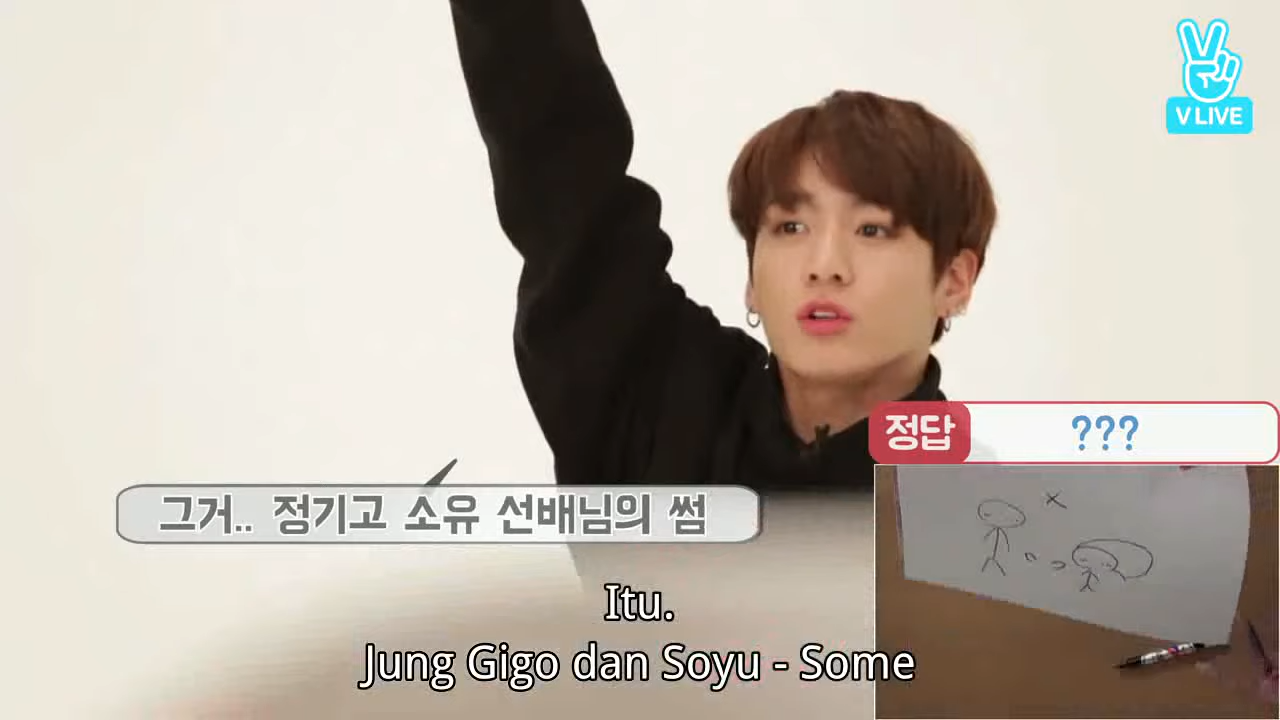 V LIVE
정답 ???
그거.. 정기고 소유 선배님의 썸
Itu.
Jung Gigo dan Soyu - Some